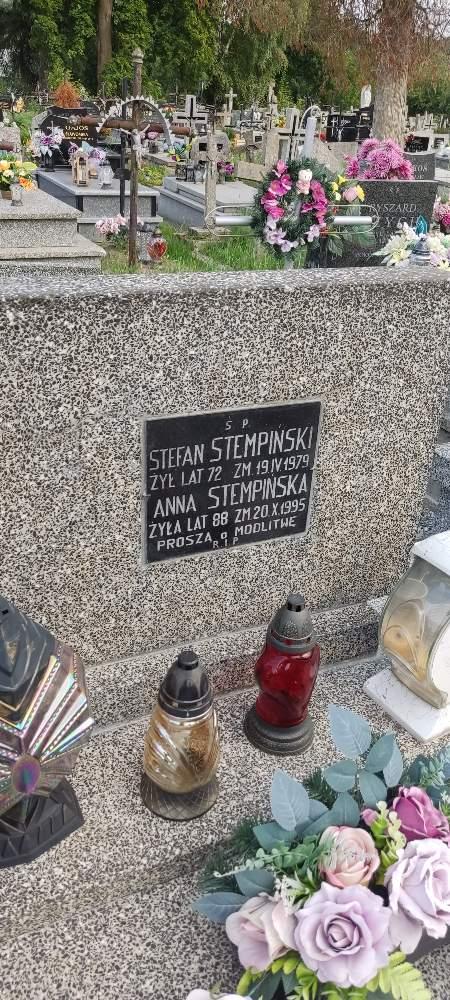 Ś P
STEFAN STEMPIŃSKI
ŻYŁ LAT 72 ZM 19.IV.1979
ANNA STEMPIŃSKA
ŻYŁA LAT 88 ZM 20.X.1995
PROSZĄ O MODLITWĘ
R.I.P